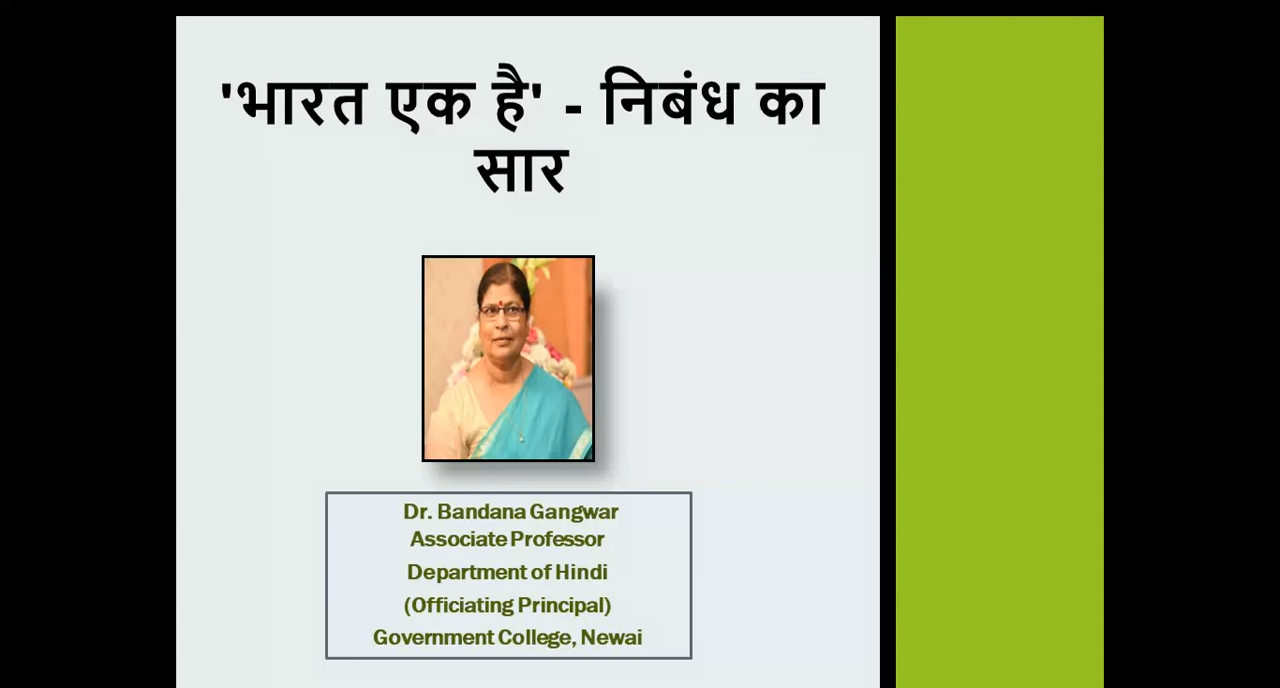 'भारत एक है' - निबंध का
सार
Dr. Bandana Gangwar
Associate Professor
Department of Hindi
(Officiating Principal)
Government College, Newai